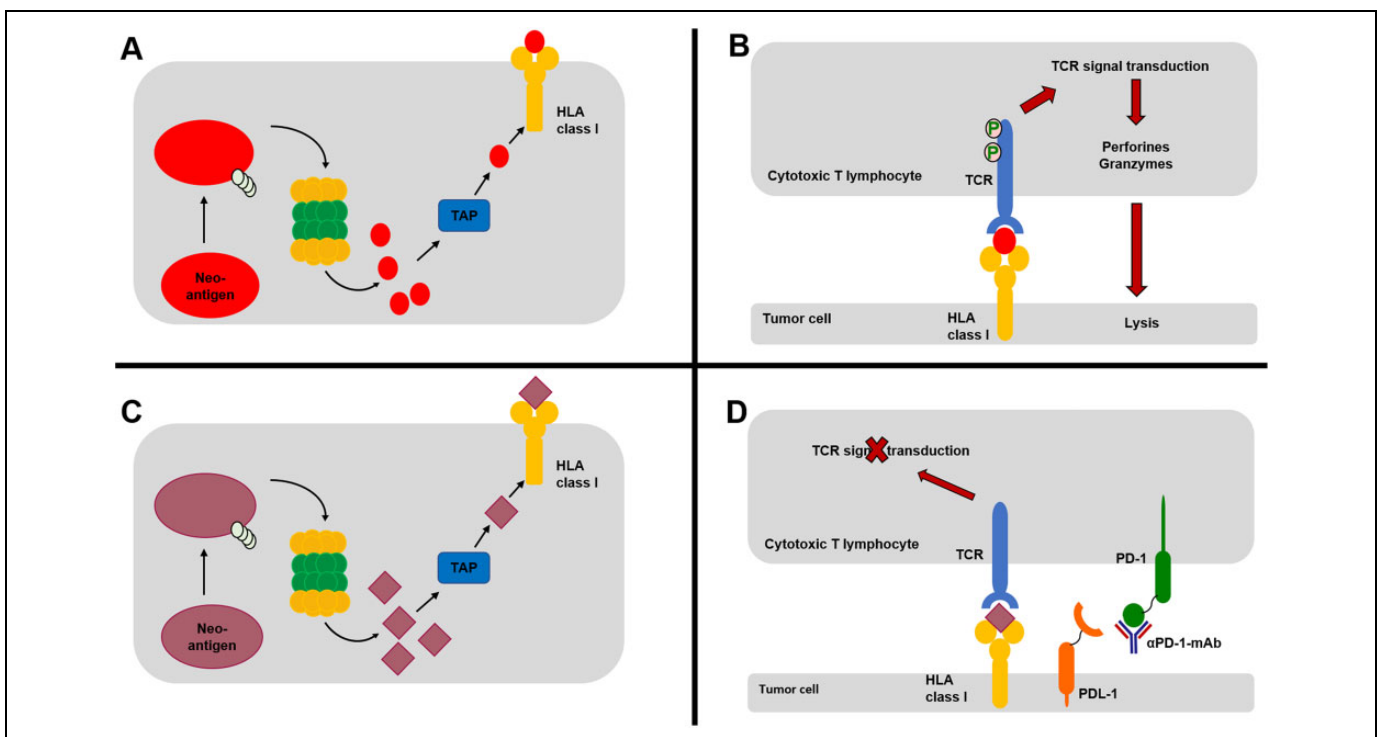 A
HLA
class I
TAP
Neo-
antigen
B
TCR signal transduction
P
P
Perforines
Granzymes
Cytotoxic T lymphocyte
TCR
Tumor cell
HLA
class I
Lysis
C
HLA
class I
TAP
Neo-
antigen
D
TCR signal transduction
Cytotoxic T lymphocyte
TCR
PD-1
αPD-1-mAb
HLA
class I
Tumor cell
PDL-1